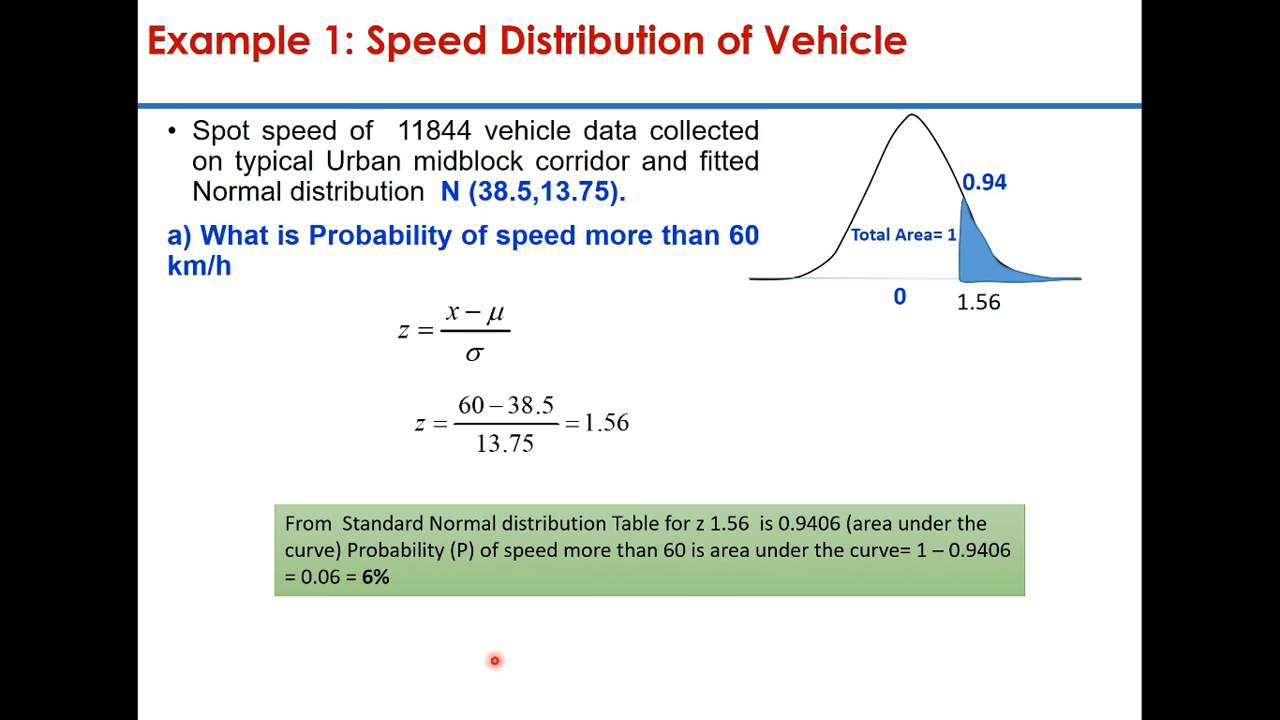 Example 1: Speed Distribution of Vehicle
• Spot speed of 11844 vehicle data collected
on typical Urban midblock corridor and fitted
Normal distribution N (38.5,13.75).
a) What is Probability of speed more than 60
km/h
z = (x − μ) / σ
z = (60 − 38.5) / 13.75 = 1.56
0.94
Total Area= 1
0
1.56
From Standard Normal distribution Table for z 1.56 is 0.9406 (area under the
curve) Probability (P) of speed more than 60 is area under the curve= 1 – 0.9406
= 0.06 = 6%